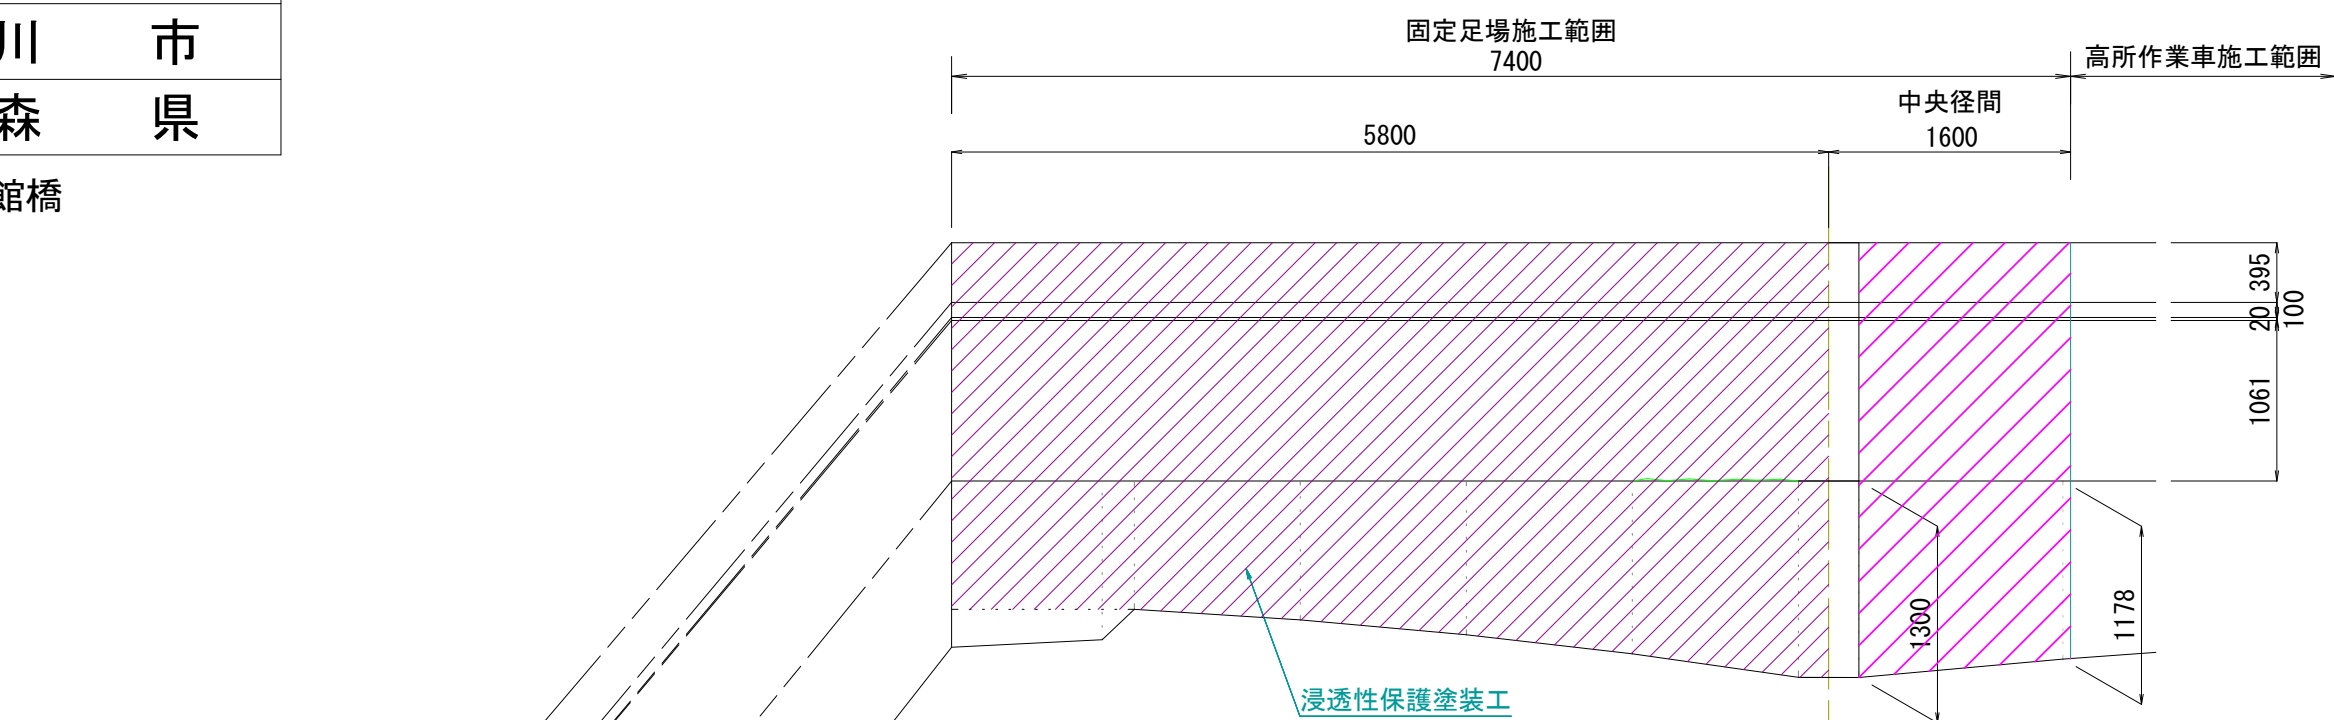 川 市
森 県
館橋
固定足場施工範囲
7400
高所作業車施工範囲
中央径間
5800
1600
395
100
20
1061
1300
1178
浸透性保護塗装工